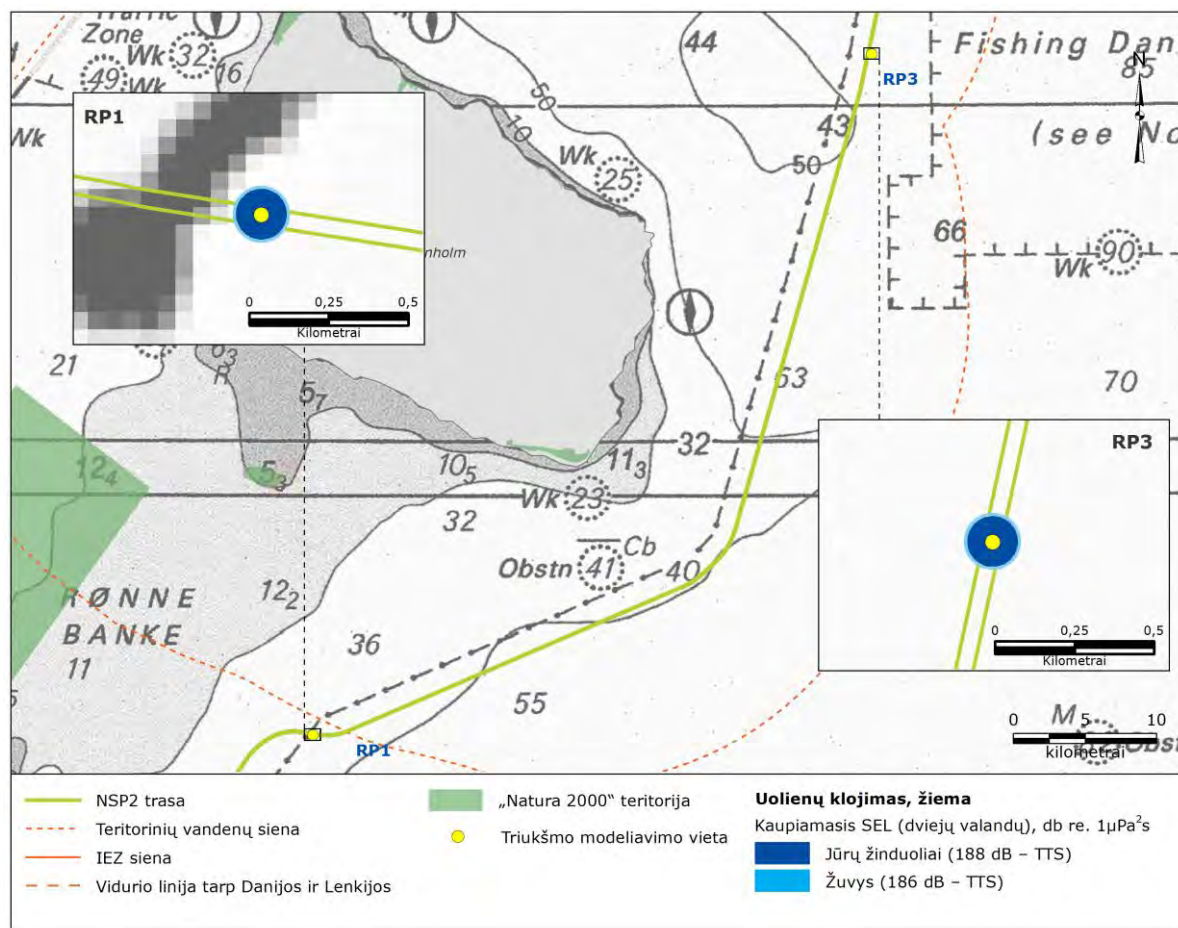 Traffic
Zone
Wk 32
49
Wk
16
Wk
RP1
nholm
0 0,25 0,5
Kilometrai
44
50
10
Wk
25
43
50
RP3
Fishing Dan
85
N
(see No
66
90
Wk
63
70
21
63
R
57
53
124
105
113
32
Wk 23
32
Cb
Obstn 41
40
122
RØNNE
BANKE
11
36
55
RP1
RP3
0 0,25 0,5
Kilometrai
M
0 5 10
kilometrai
Obst
NSP2 trasa
Teritorinių vandenų siena
IEZ siena
Vidurio linija tarp Danijos ir Lenkijos
„Natura 2000“ teritorija
Triukšmo modeliavimo vieta
Uolienų klojimas, žiema
Kaupiamasis SEL (dviejų valandų), db re. 1µPa²s
Jūrų žinduoliai (188 dB – TTS)
Žuvys (186 dB – TTS)